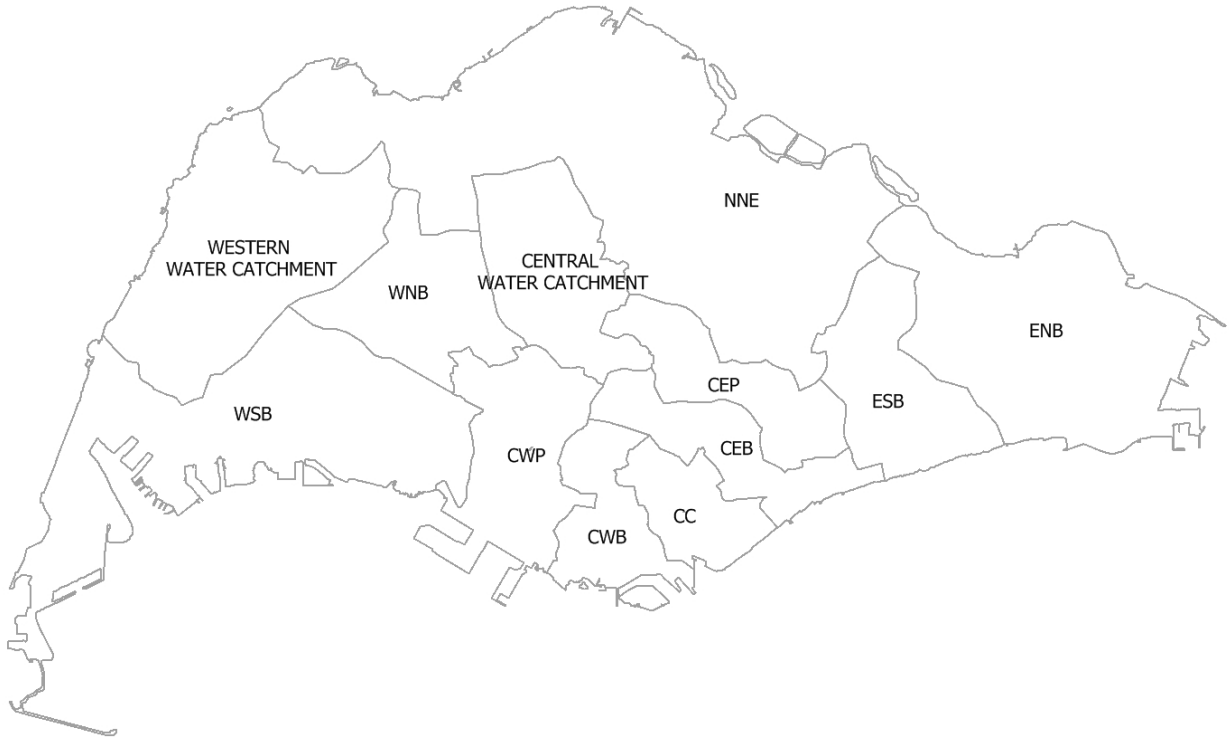 NNE
WESTERN
WATER CATCHMENT
CENTRAL
WATER CATCHMENT
WNB
ENB
CEP
ESB
WSB
CEB
CWP
CC
CWB